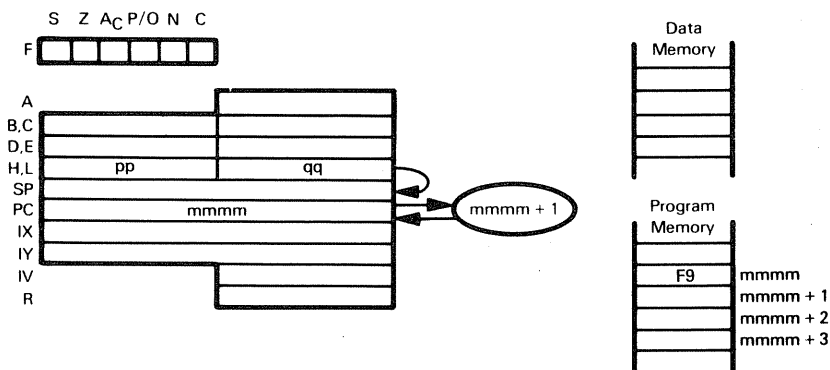 S Z AC P/O N C
F
A
B,C
D,E
H,L pp qq
SP
PC mmmm mmmm + 1
IX
IY
IV
R
Data
Memory
Program
Memory
F9 mmmm
mmmm + 1
mmmm + 2
mmmm + 3